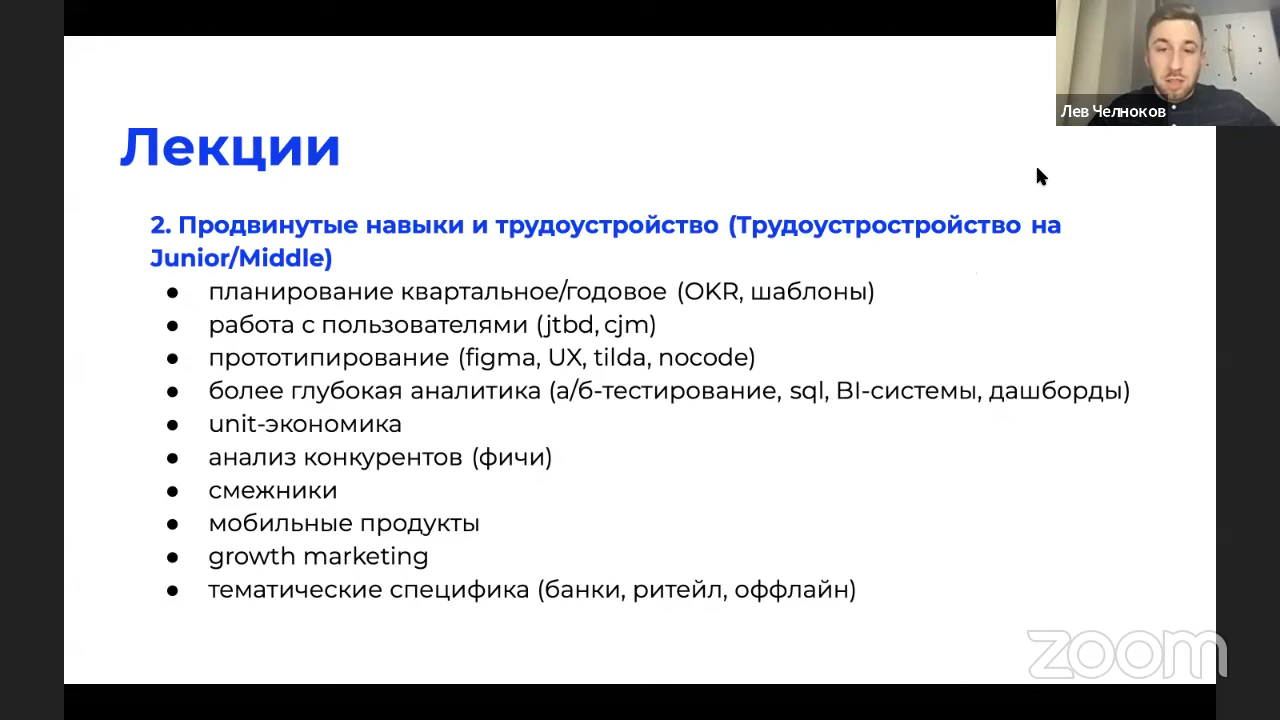 Лев Челноков
Лекции
2. Продвинутые навыки и трудоустройство (Трудоустростройство на
Junior/Middle)
● планирование квартальное/годовое (OKR, шаблоны)
● работа с пользователями (jtbd, cjm)
● прототипирование (figma, UX, tilda, nocode)
● более глубокая аналитика (а/б-тестирование, sql, BI-системы, дашборды)
● unit-экономика
● анализ конкурентов (фичи)
● смежники
● мобильные продукты
● growth marketing
● тематические специфика (банки, ритейл, оффлайн)
zoom